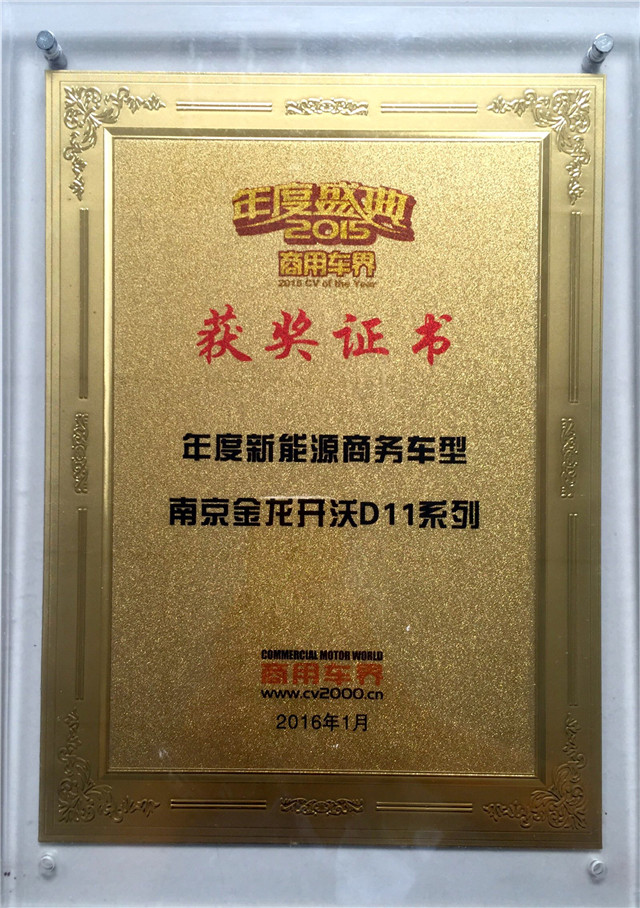 年度盛典
2015
商用车界
2015 CV of the Year
获奖证书
年度新能源商务车型
南京金龙开沃D11系列
COMMERCIAL MOTOR WORLD
商用车界
www.cv2000.cn
2016年1月